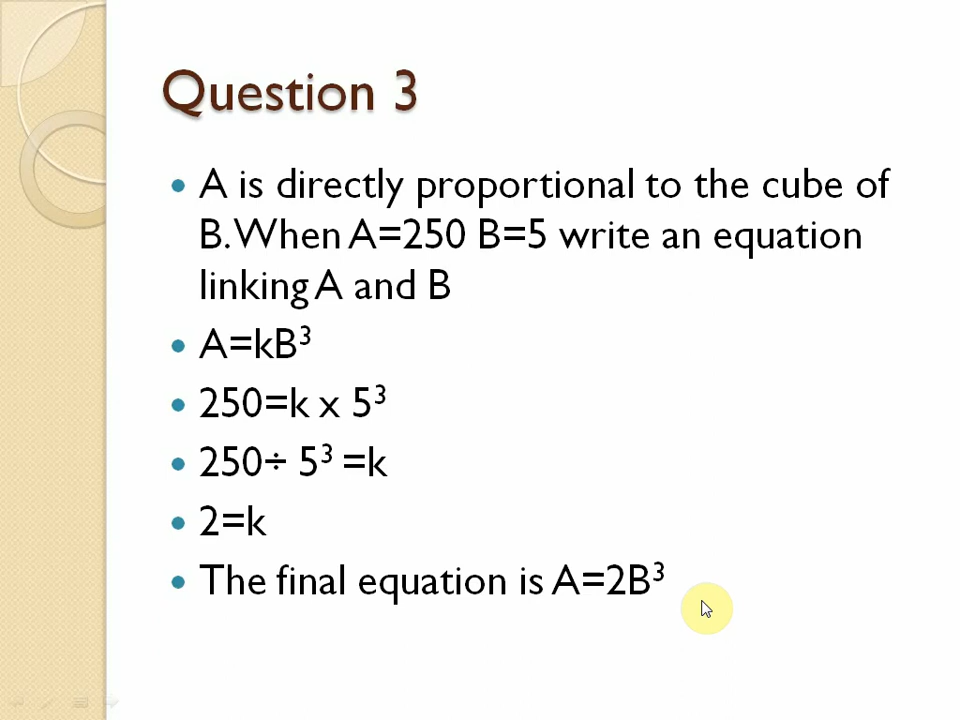 Question 3
• A is directly proportional to the cube of
B. When A=250 B=5 write an equation
linking A and B
• A=kB³
• 250=k x 5³
• 250÷ 5³ =k
• 2=k
• The final equation is A=2B³